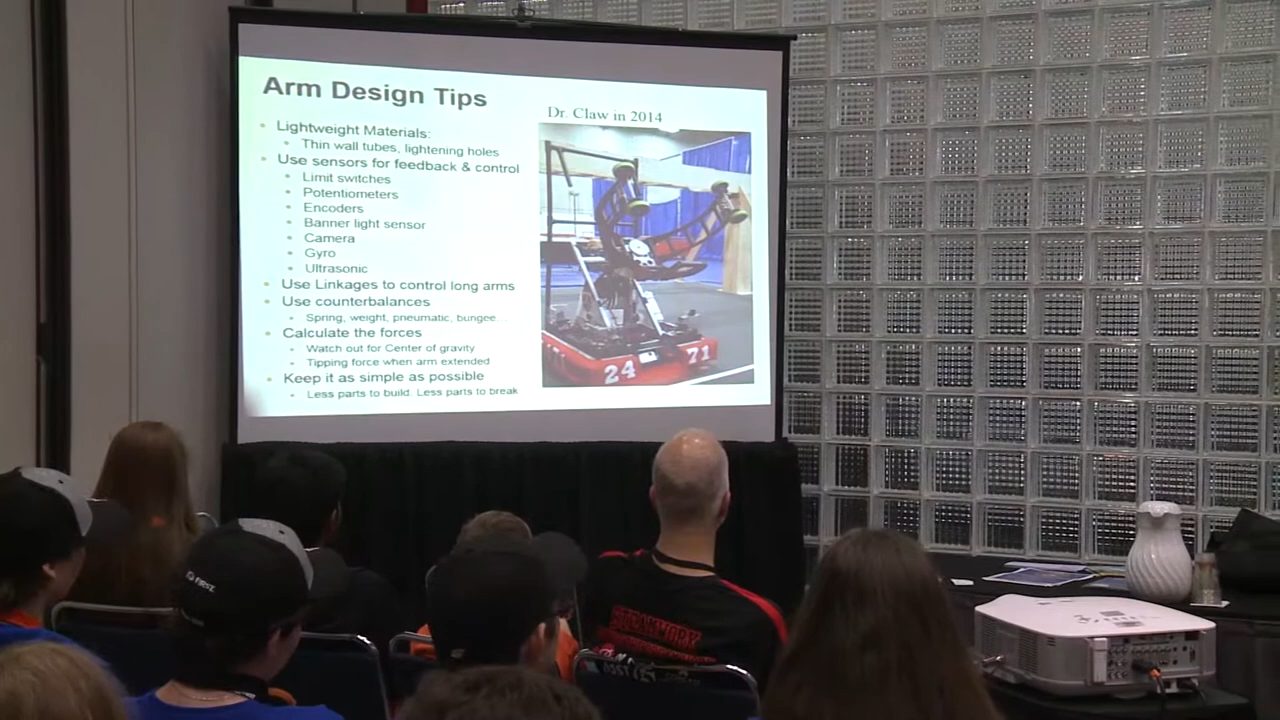 Arm Design Tips
Dr. Claw in 2014
• Lightweight Materials:
• Thin wall tubes, lightening holes
• Use sensors for feedback & control
• Limit switches
• Potentiometers
• Encoders
• Banner light sensor
• Camera
• Gyro
• Ultrasonic
• Use Linkages to control long arms
• Use counterbalances
• Spring, weight, pneumatic, bungee...
• Calculate the forces
• Watch out for Center of gravity
• Tipping force when arm extended
• Keep it as simple as possible
• Less parts to build. Less parts to break
24 71
FIRST